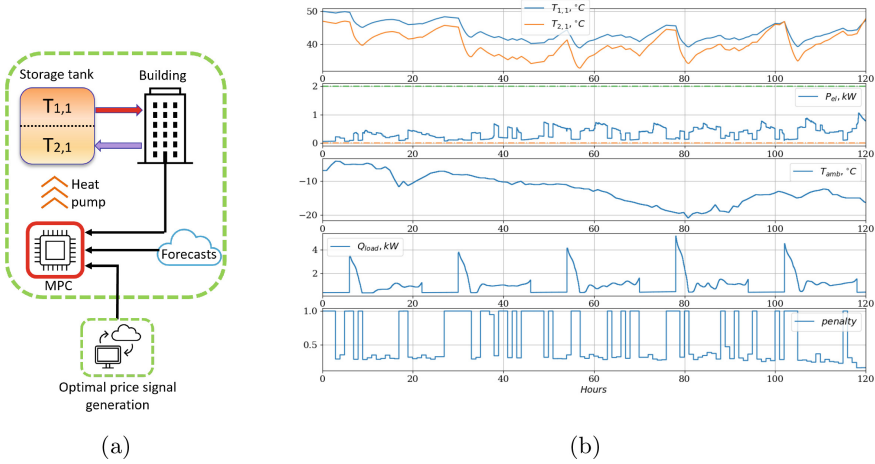 Storage tank
Building
T1,1
T2,1
Heat
pump
MPC
Forecasts
Optimal price signal
generation
(a)
T1,1, °C
T2,1, °C
50
40
Pel, kW
2
1
0
Tamb, °C
−10
−20
Qload, kW
4
2
penalty
1.0
0.5
0 20 40 60 80 100 120
0 20 40 60 80 100 120
0 20 40 60 80 100 120
0 20 40 60 80 100 120
0 20 40 60 80 100 120
Hours
(b)